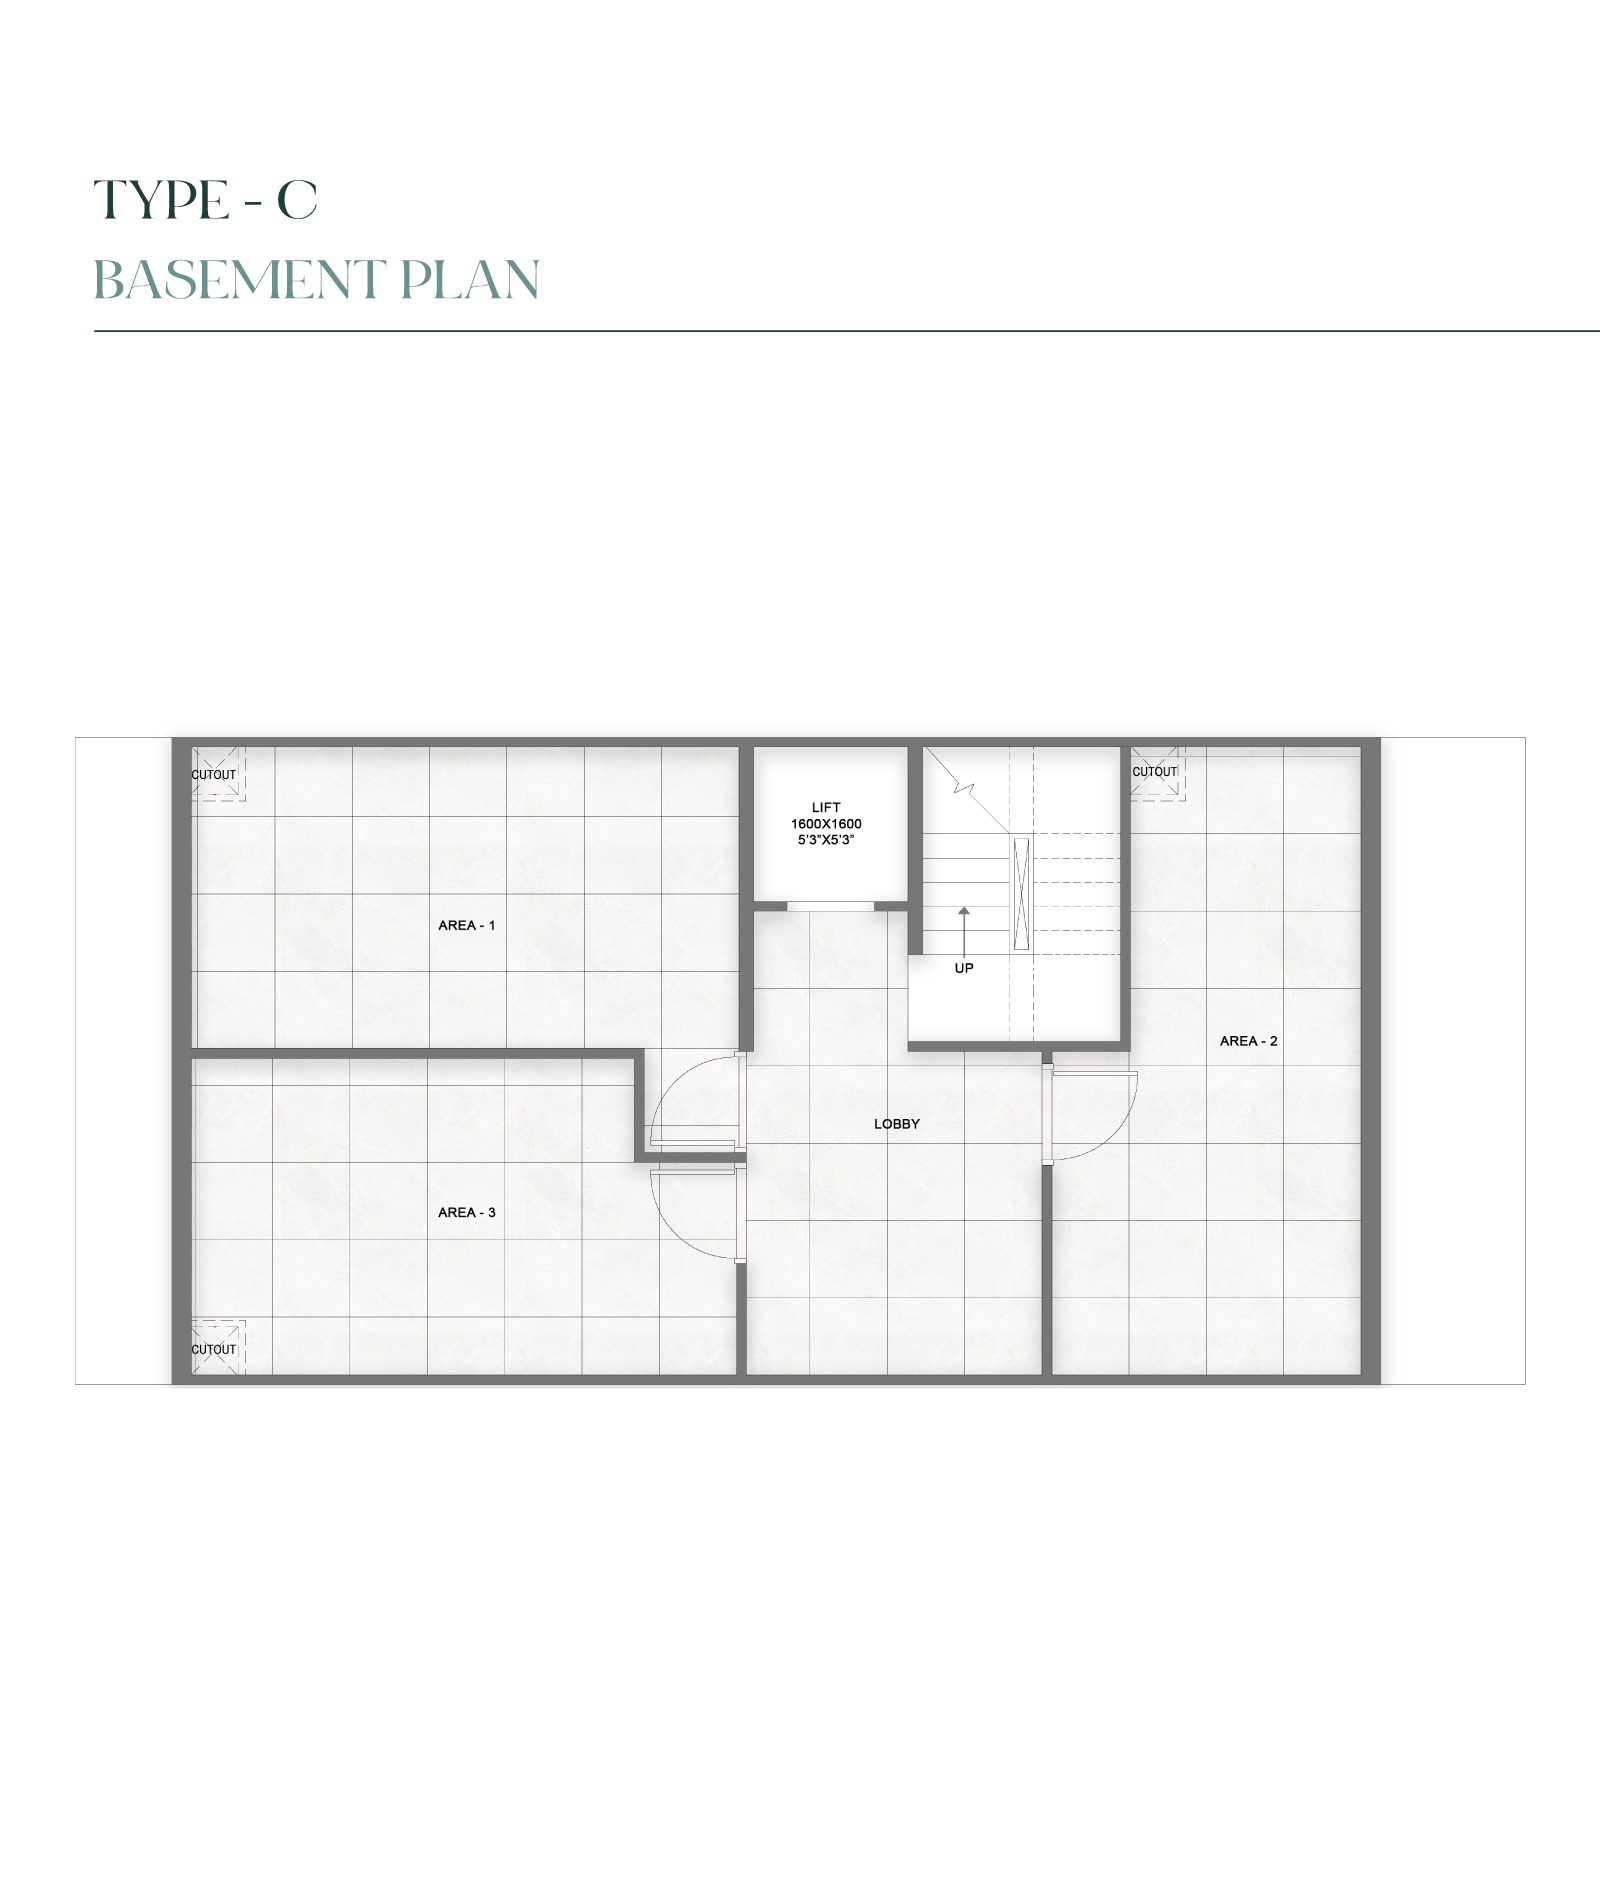 TYPE - C
BASEMENT PLAN
CUTOUT
CUTOUT
LIFT
1600X1600
5'3"X5'3"
AREA - 1
UP
AREA - 2
LOBBY
AREA - 3
CUTOUT